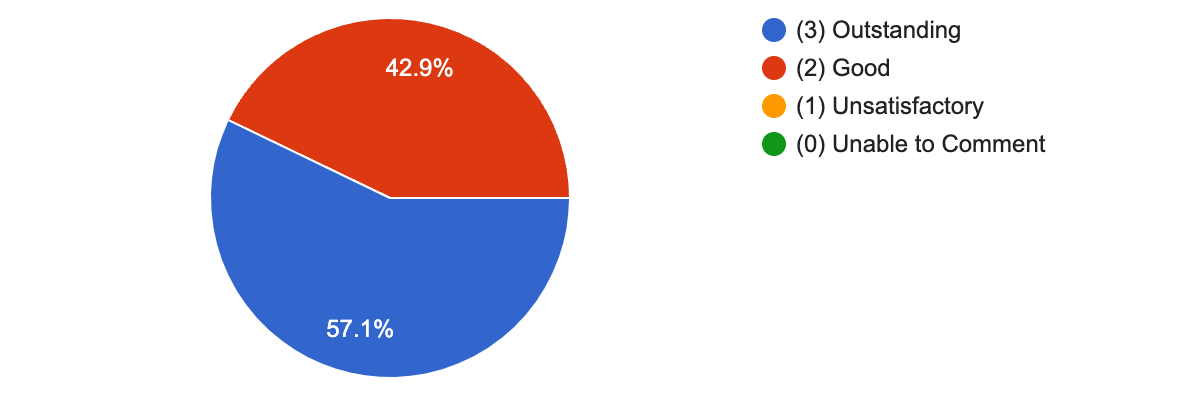 42.9%
57.1%
(3) Outstanding
(2) Good
(1) Unsatisfactory
(0) Unable to Comment